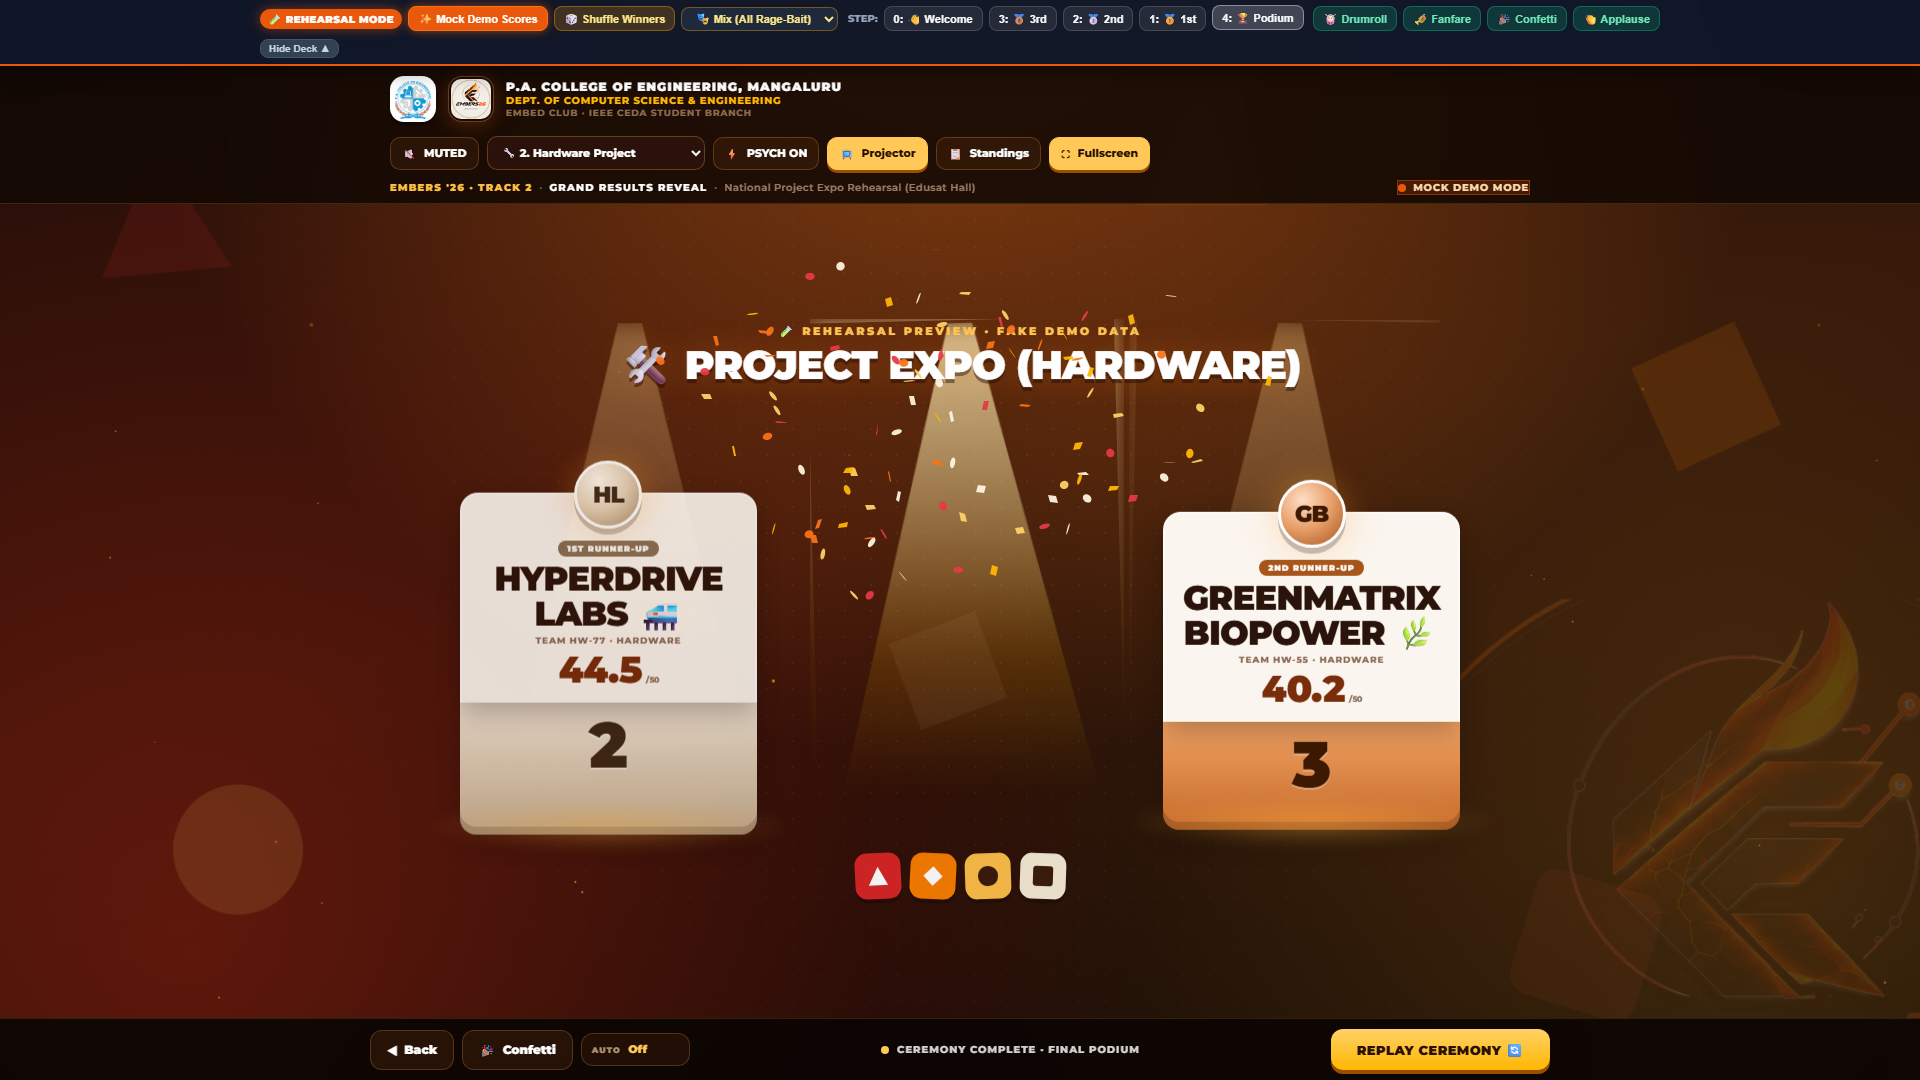 REHEARSAL MODE
Mock Demo Scores
Shuffle Winners
Mix (All Rage-Bait)
STEP:
0: Welcome
3: 3rd
2: 2nd
1: 1st
4: Podium
Drumroll
Fanfare
Confetti
Applause
Hide Deck ▲
P.A. COLLEGE OF ENGINEERING, MANGALURU
DEPT. OF COMPUTER SCIENCE & ENGINEERING
EMBED CLUB · IEEE CEDA STUDENT BRANCH
MUTED
2. Hardware Project
PSYCH ON
Projector
Standings
Fullscreen
EMBERS '26 • TRACK 2 · GRAND RESULTS REVEAL · National Project Expo Rehearsal (Edusat Hall)
MOCK DEMO MODE
REHEARSAL PREVIEW · FAKE DEMO DATA
PROJECT EXPO (HARDWARE)
HL
1ST RUNNER-UP
HYPERDRIVE
LABS
TEAM HW-77 · HARDWARE
44.5 /50
2
GB
2ND RUNNER-UP
GREENMATRIX
BIOPOWER
TEAM HW-55 · HARDWARE
40.2 /50
3
◀ Back
Confetti
AUTO Off
CEREMONY COMPLETE · FINAL PODIUM
REPLAY CEREMONY